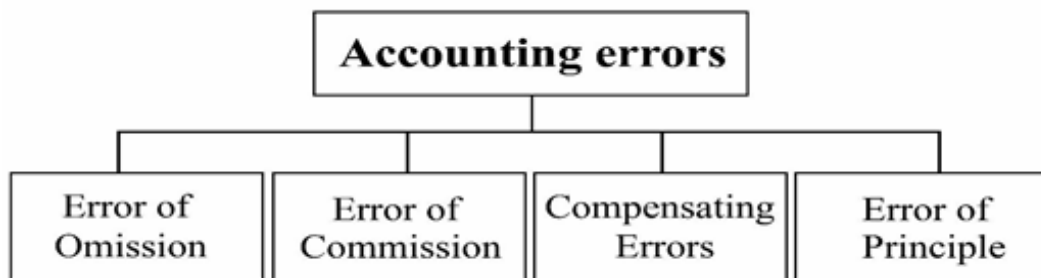 Accounting errors
Error of
Omission
Error of
Commission
Compensating
Errors
Error of
Principle